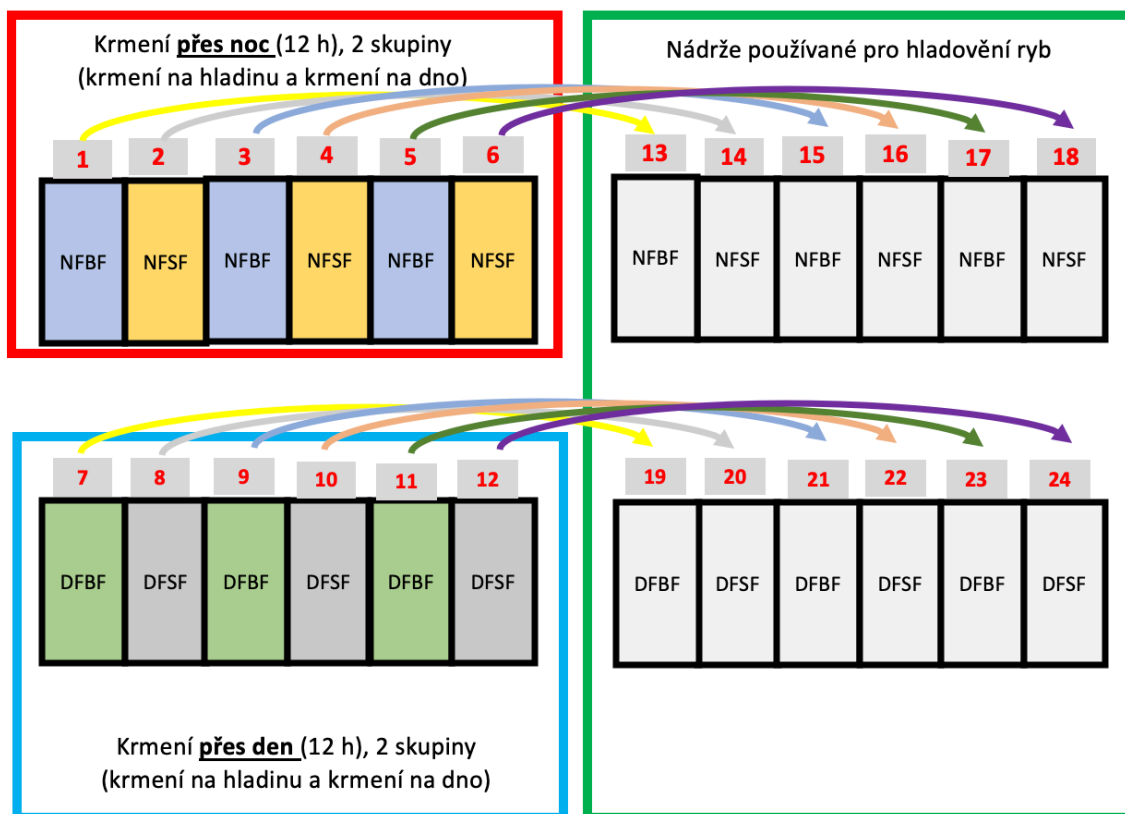 Krmení přes noc (12 h), 2 skupiny
(krmení na hladinu a krmení na dno)
Nádrže používané pro hladovění ryb
1 2 3 4 5 6
13 14 15 16 17 18
NFBF NFSF NFBF NFSF NFBF NFSF
NFBF NFSF NFBF NFSF NFBF NFSF
7 8 9 10 11 12
19 20 21 22 23 24
DFBF DFSF DFBF DFSF DFBF DFSF
DFBF DFSF DFBF DFSF DFBF DFSF
Krmení přes den (12 h), 2 skupiny
(krmení na hladinu a krmení na dno)